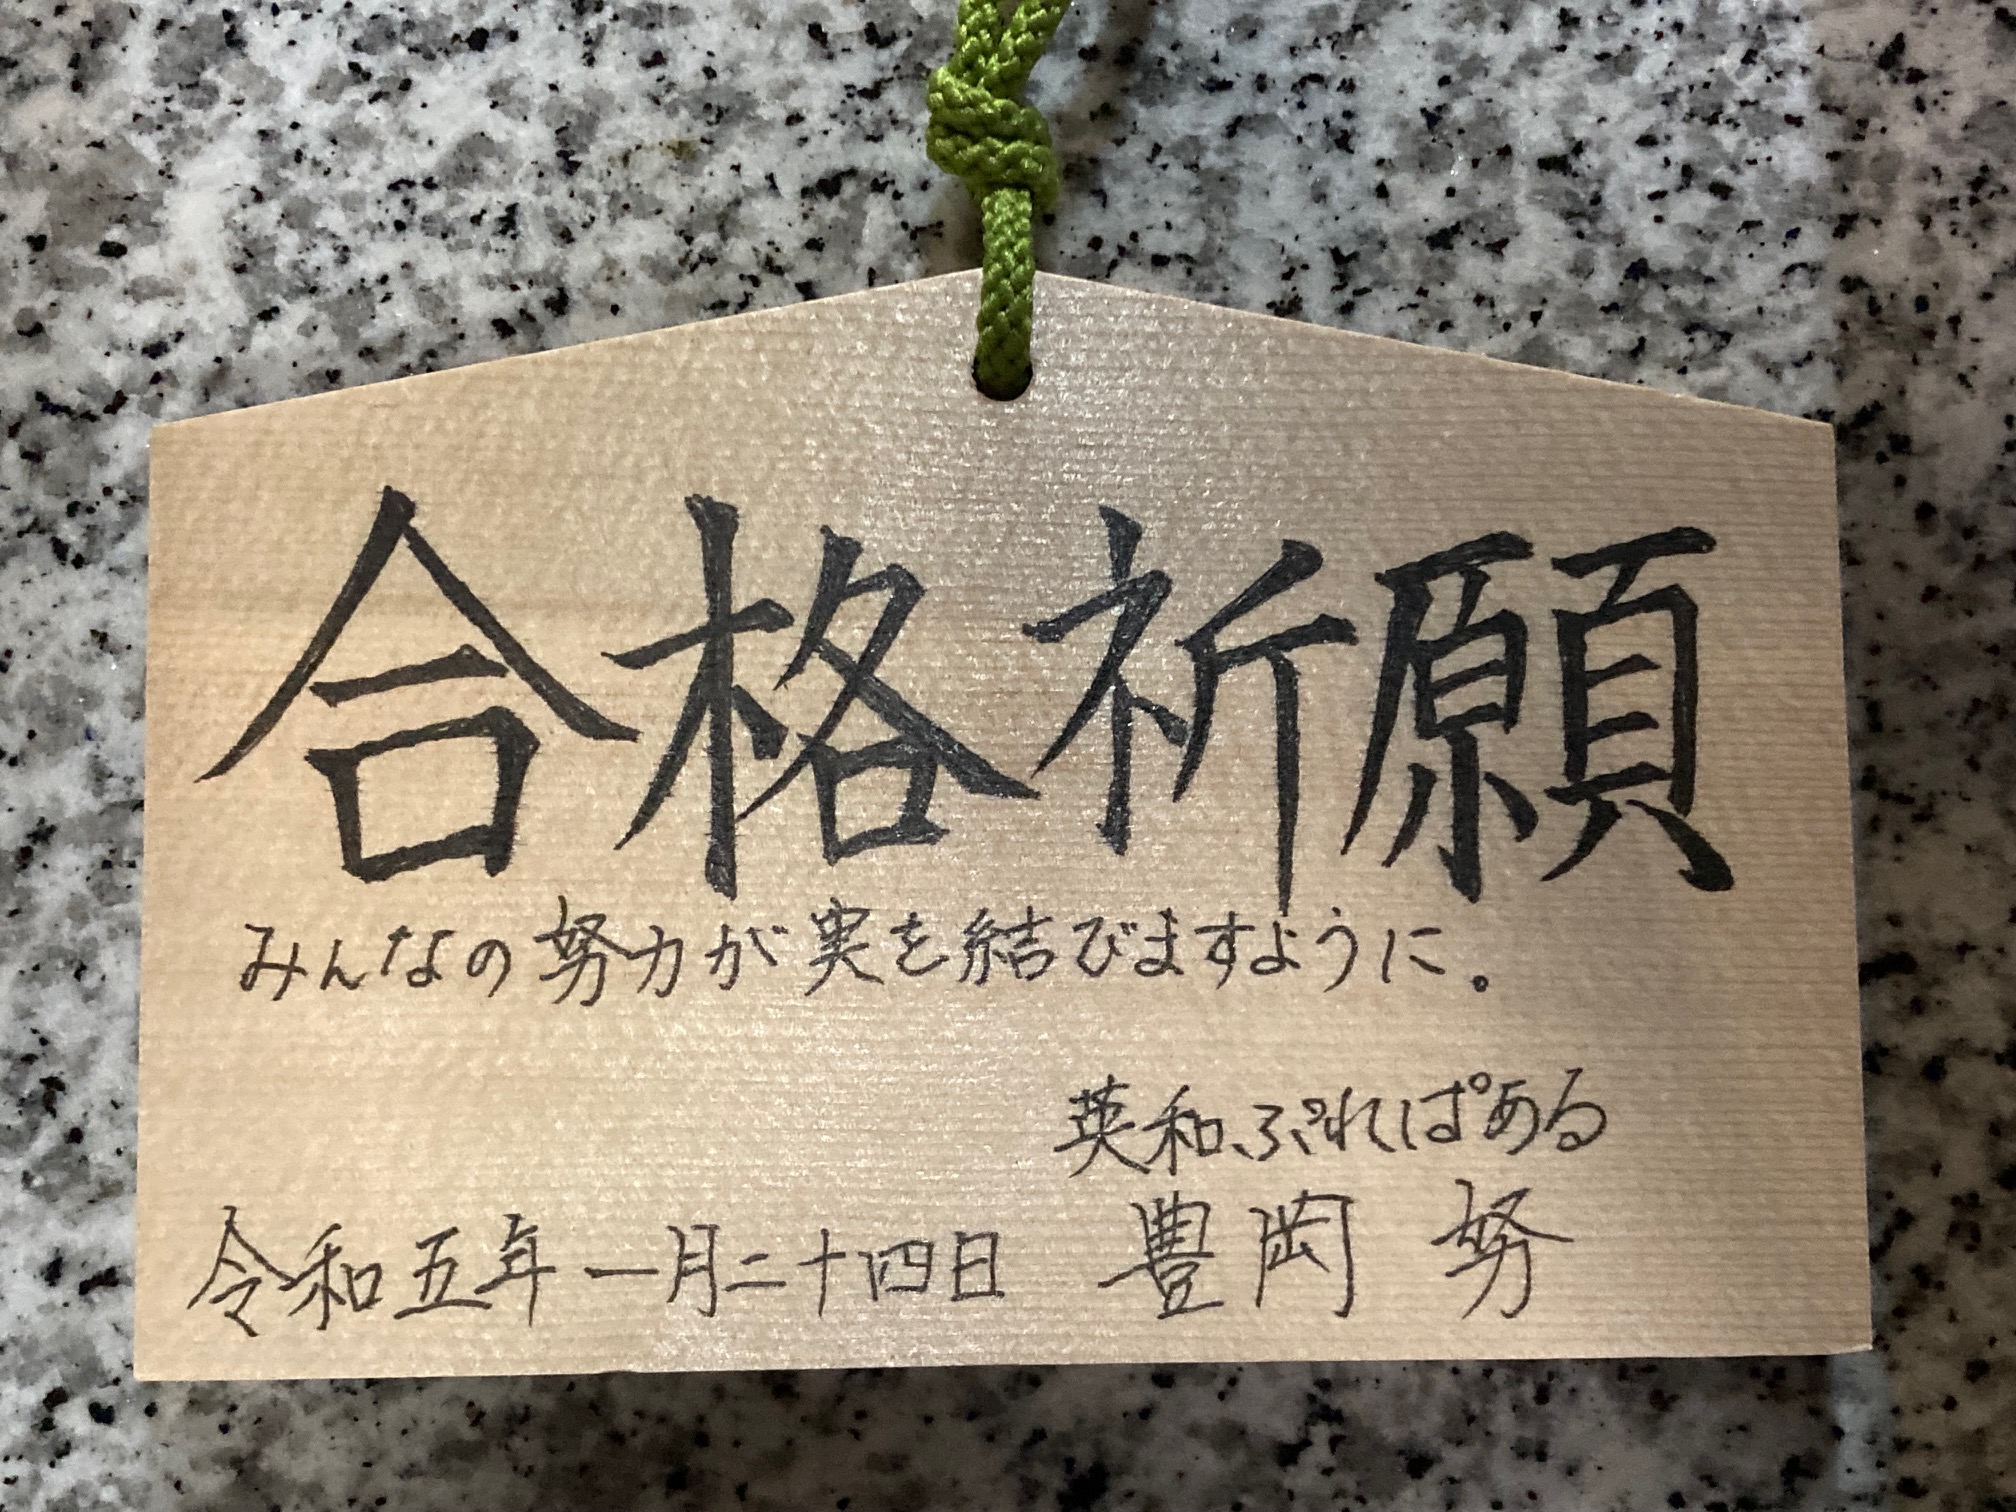 合格祈願
みんなの努力が実を結びますように。
英和ぷれぱある
令和五年一月二十四日 豊岡 努